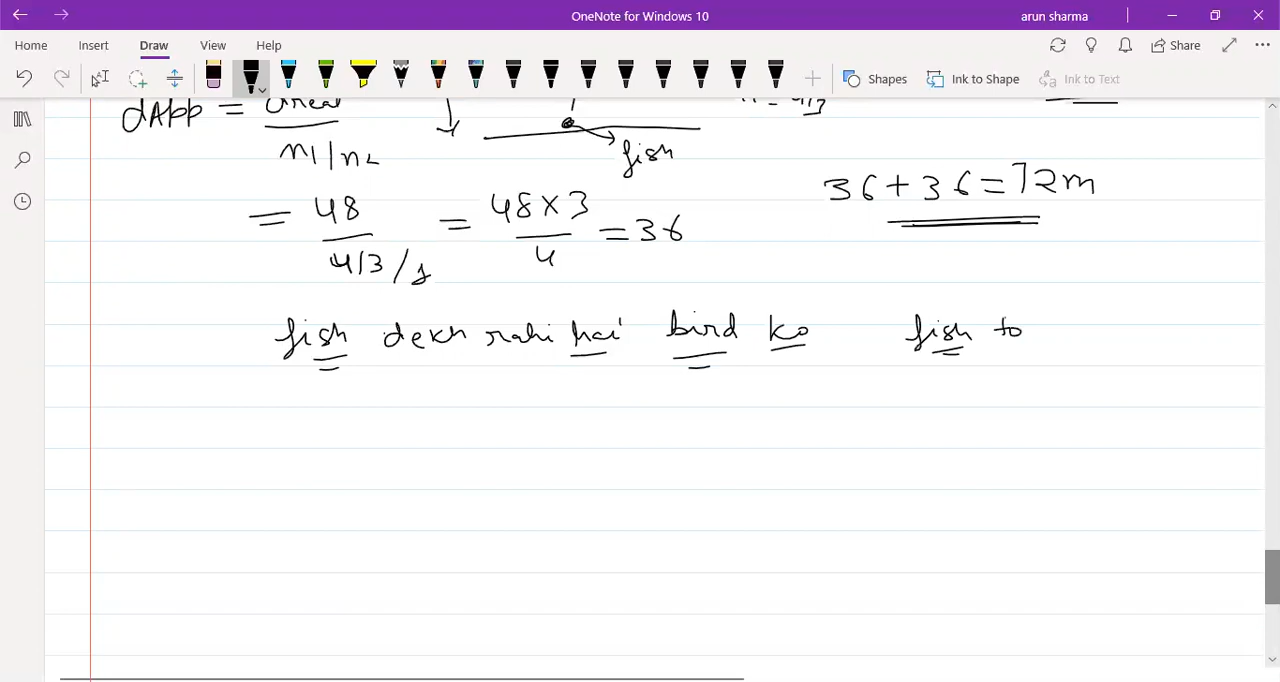 OneNote for Windows 10
arun sharma
Home Insert Draw View Help
Share
Shapes Ink to Shape Ink to Text
dApp =
n1/n2
fish
36 + 36 = 72m
= 48 / 4/3 / 1 = 48 × 3 / 4 = 36
fish dekh rahi hai bird ko fish to